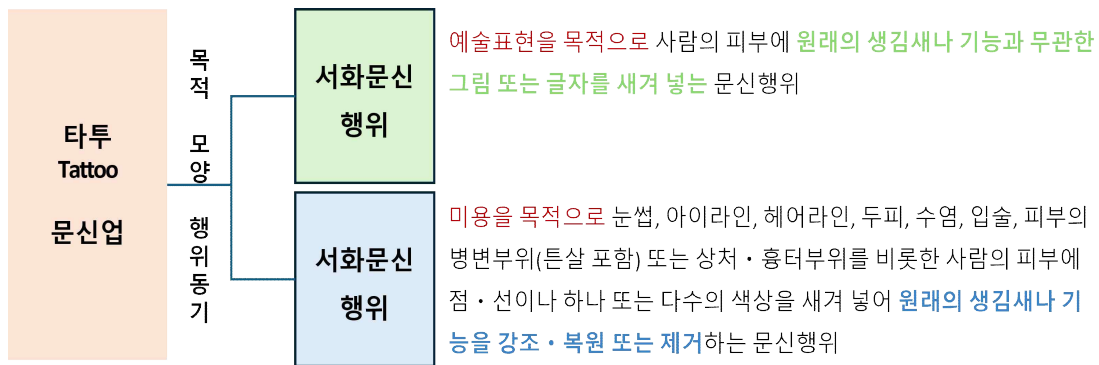 타투
Tattoo
문신업
목적
모양
행위동기
서화문신
행위
예술표현을 목적으로 사람의 피부에 원래의 생김새나 기능과 무관한
그림 또는 글자를 새겨 넣는 문신행위
서화문신
행위
미용을 목적으로 눈썹, 아이라인, 헤어라인, 두피, 수염, 입술, 피부의
병변부위(튼살 포함) 또는 상처・흉터부위를 비롯한 사람의 피부에
점・선이나 하나 또는 다수의 색상을 새겨 넣어 원래의 생김새나 기
능을 강조・복원 또는 제거하는 문신행위